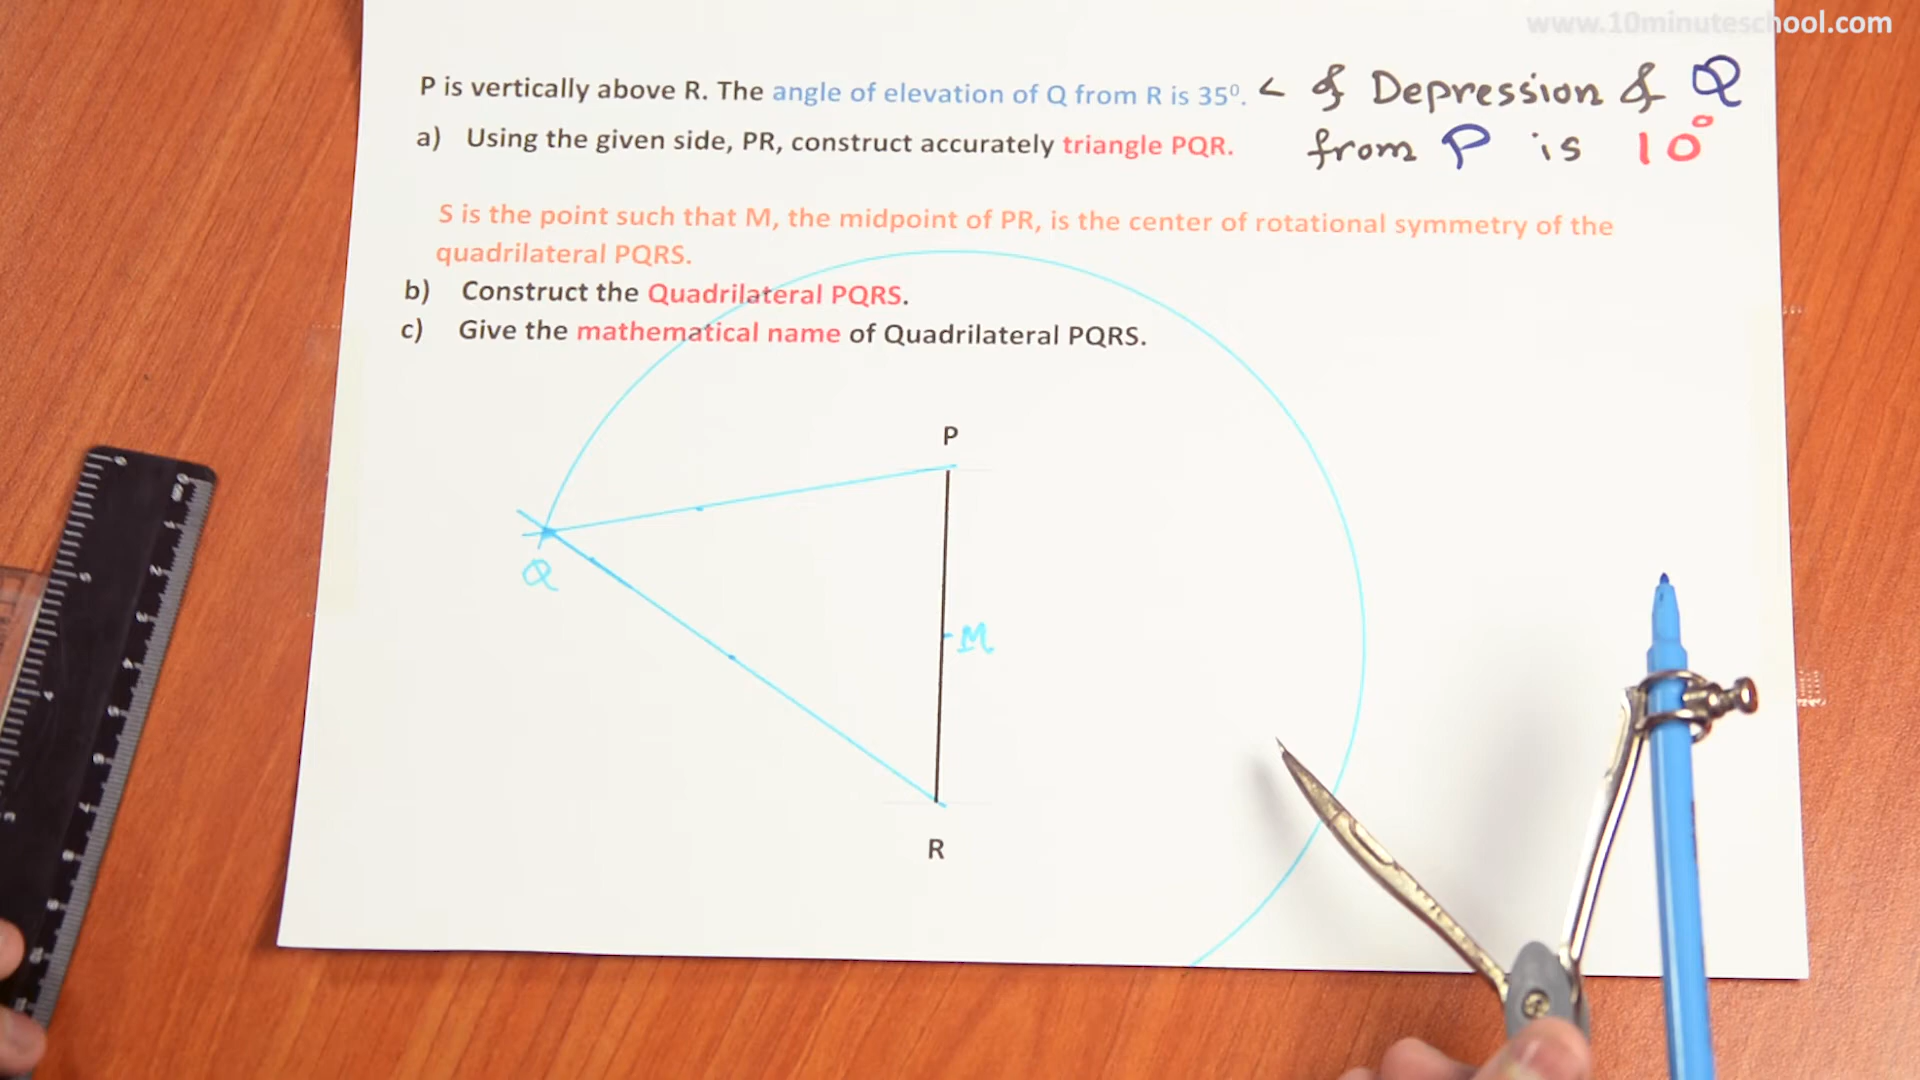 www.10minuteschool.com
P is vertically above R. The angle of elevation of Q from R is 35⁰. < of Depression of Q
a) Using the given side, PR, construct accurately triangle PQR. from P is 10°
S is the point such that M, the midpoint of PR, is the center of rotational symmetry of the
quadrilateral PQRS.
b) Construct the Quadrilateral PQRS.
c) Give the mathematical name of Quadrilateral PQRS.
P
Q
M
R